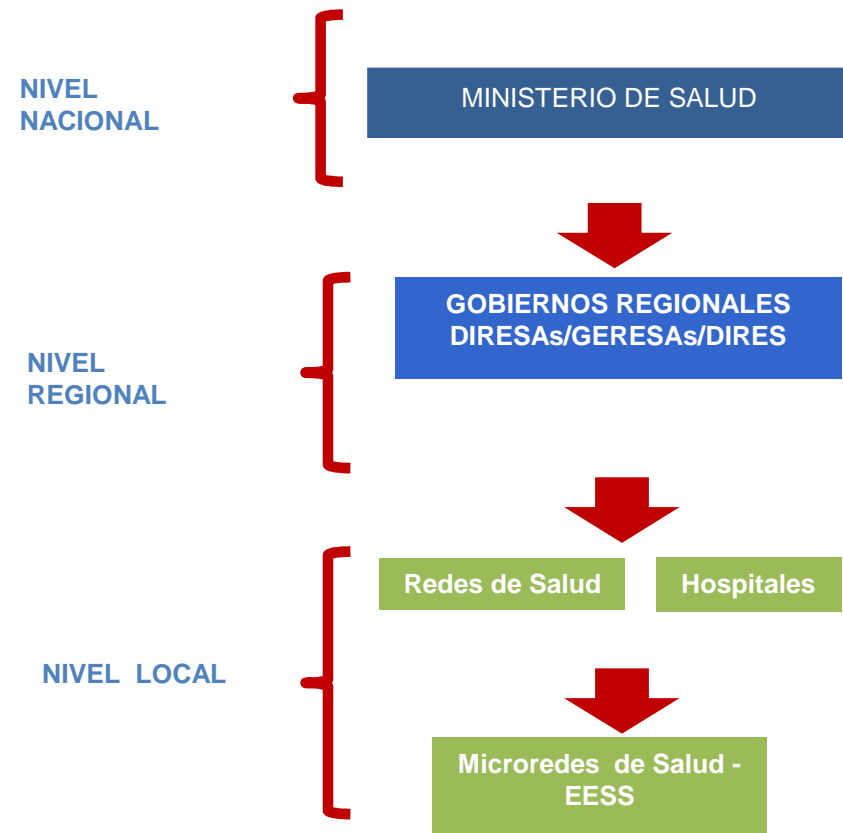 NIVEL
NACIONAL
MINISTERIO DE SALUD
NIVEL
REGIONAL
GOBIERNOS REGIONALES
DIRESAs/GERESAs/DIRES
NIVEL LOCAL
Redes de Salud
Hospitales
Microredes de Salud -
EESS